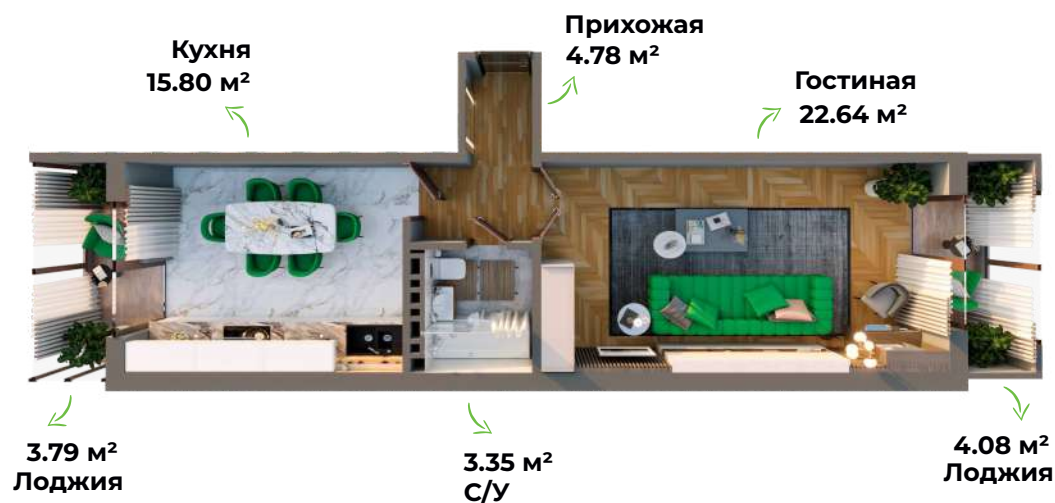 Прихожая
4.78 м²
Кухня
15.80 м²
Гостиная
22.64 м²
3.79 м²
Лоджия
3.35 м²
С/У
4.08 м²
Лоджия